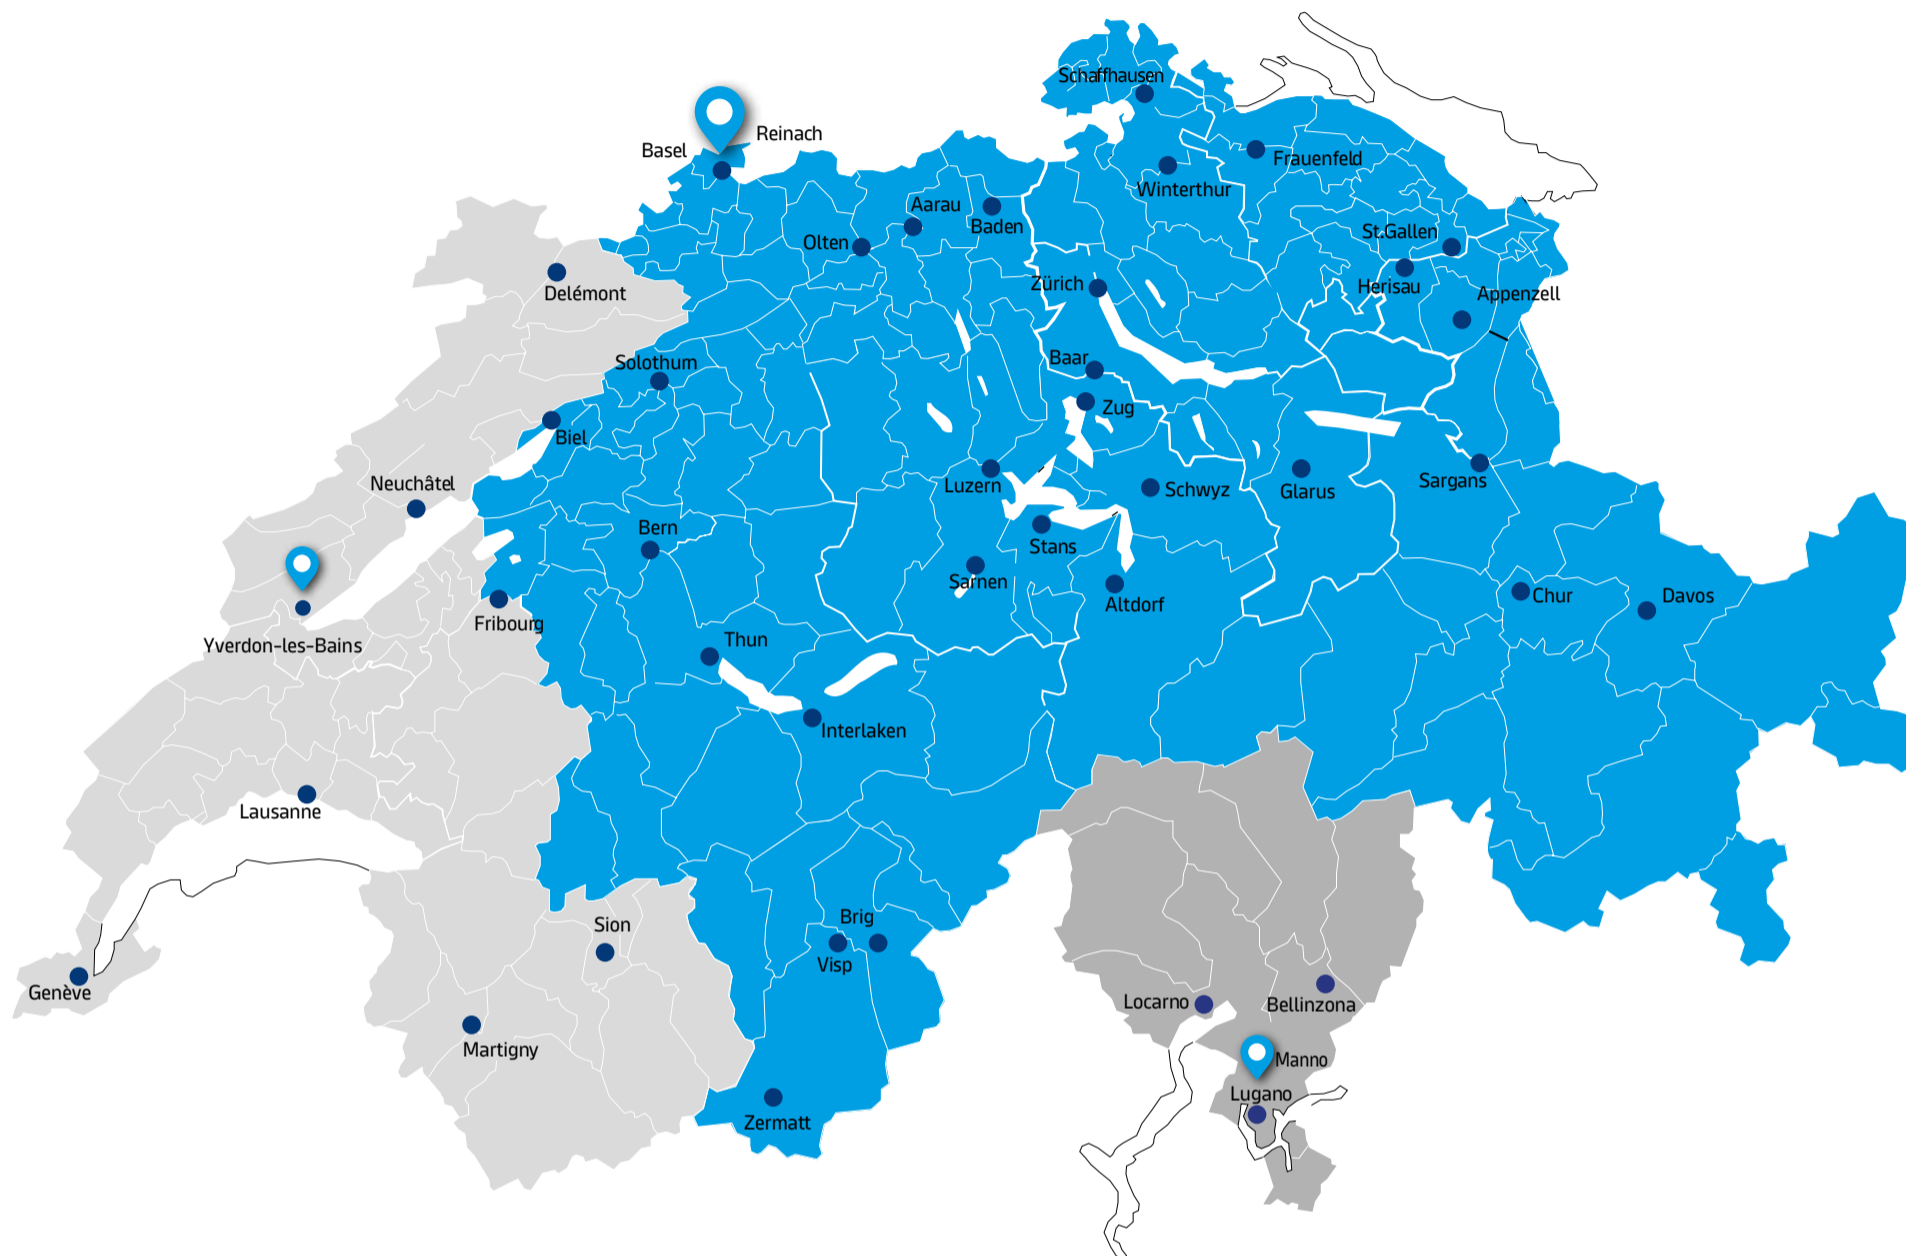 Schaffhausen
Reinach
Basel
Frauenfeld
Winterthur
Aarau
Baden
St.Gallen
Olten
Zürich
Herisau
Appenzell
Delémont
Baar
Solothurn
Zug
Biel
Neuchâtel
Luzern
Schwyz
Glarus
Sargans
Bern
Stans
Sarnen
Altdorf
Chur
Davos
Fribourg
Thun
Yverdon-les-Bains
Interlaken
Lausanne
Brig
Sion
Visp
Genève
Locarno
Bellinzona
Martigny
Manno
Lugano
Zermatt